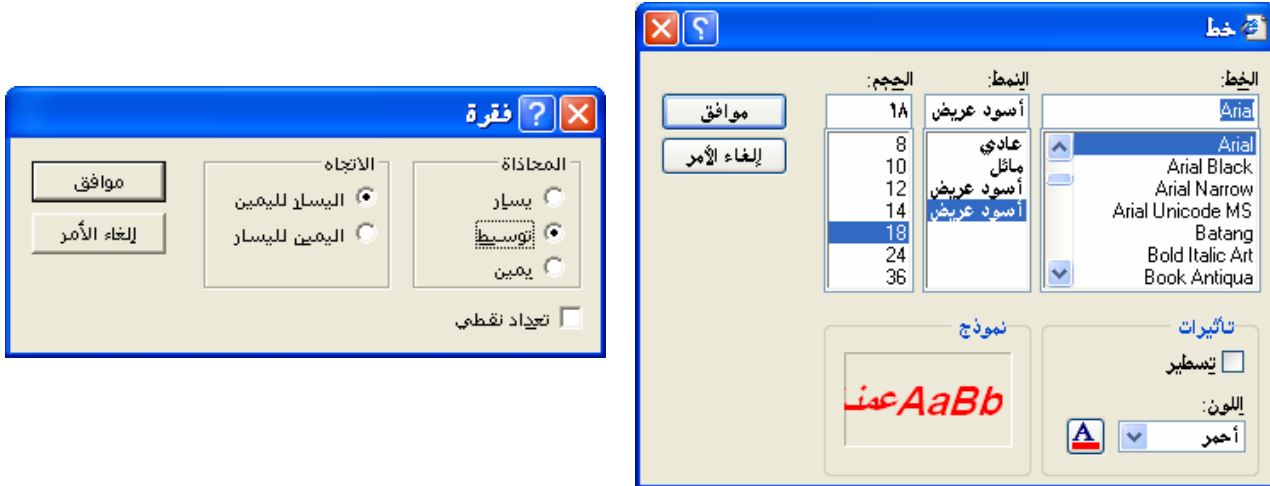 خط
الخط:
النمط:
الحجم:
Arial
أسود عريض
١٨
موافق
إلغاء الأمر
Arial
Arial Black
Arial Narrow
Arial Unicode MS
Batang
Bold Italic Art
Book Antiqua
عادي
مائل
أسود عريض
أسود عريض
8
10
12
14
18
24
36
تأثيرات
تسطير
اللون:
أحمر
A
نموذج
AaBb
فقرة
المحاذاة
يسار
توسيط
يمين
الاتجاه
اليسار لليمين
اليمين لليسار
موافق
إلغاء الأمر
تعداد نقطي